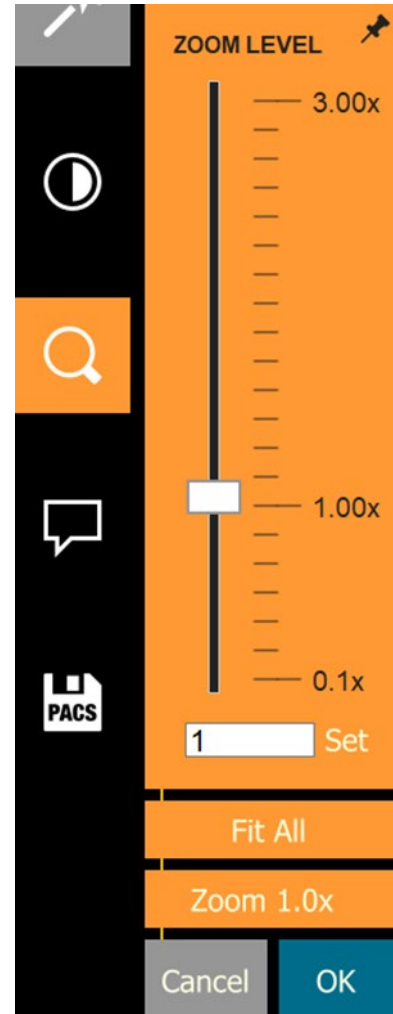 ZOOM LEVEL
3.00x
1.00x
0.1x
PACS
1 Set
Fit All
Zoom 1.0x
Cancel OK